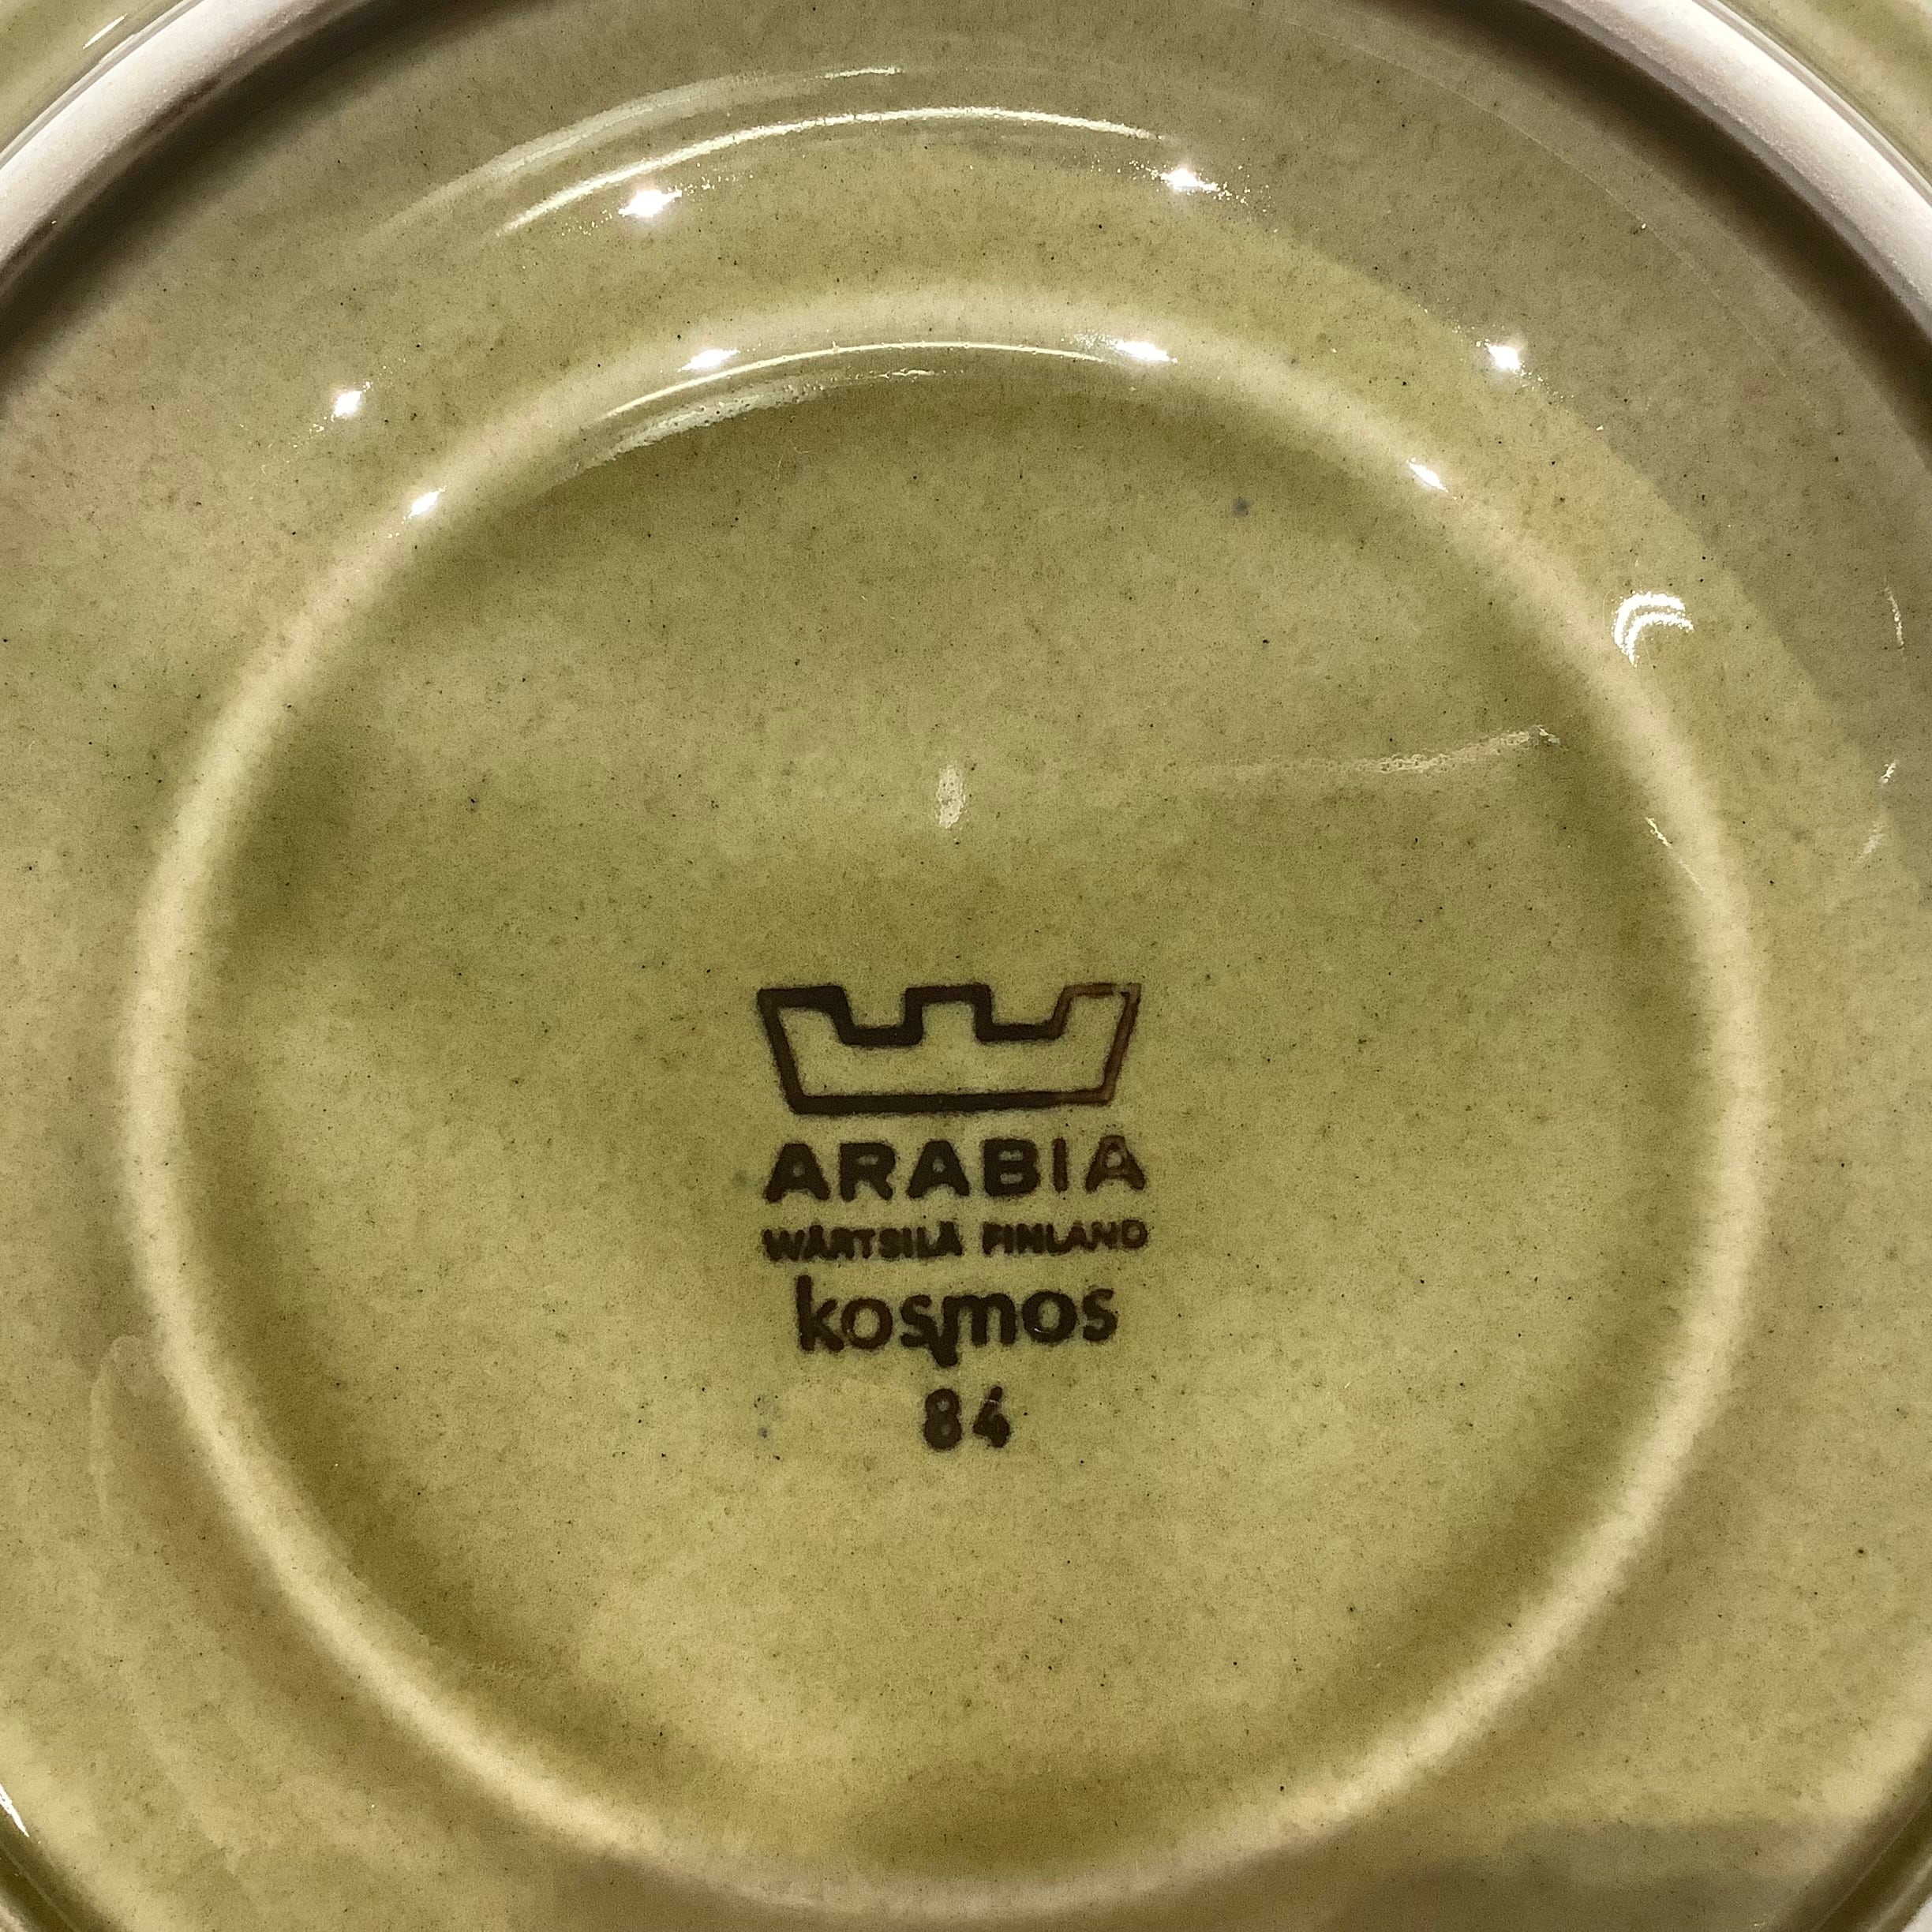 ARABIA
WÄRTSILÄ FINLAND
kosmos
84